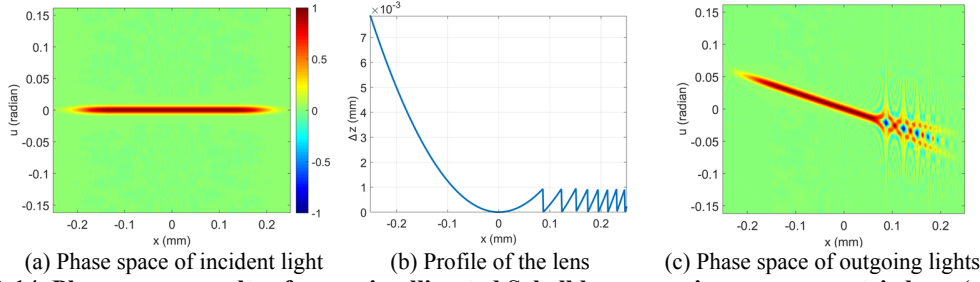 0.15
0.1
0.05
0
-0.05
-0.1
-0.15
u (radian)
-0.2 -0.1 0 0.1 0.2
x (mm)
1
0.5
0
-0.5
-1
×10⁻³
7
6
5
4
3
2
1
0
Δ z (mm)
-0.2 -0.1 0 0.1 0.2
x (mm)
0.15
0.1
0.05
0
-0.05
-0.1
-0.15
u (radian)
-0.2 -0.1 0 0.1 0.2
x (mm)
(a) Phase space of incident light
(b) Profile of the lens
(c) Phase space of outgoing lights